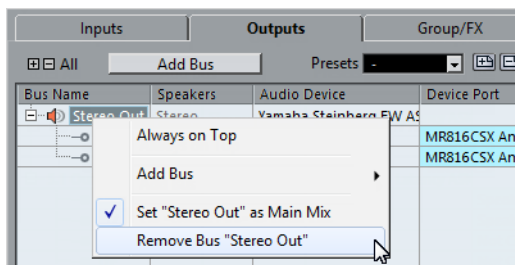 Inputs Outputs Group/FX
All Add Bus Presets -
Bus Name Speakers Audio Device Device Port
Stereo Out Stereo Yamaha Steinberg FW AS
Always on Top MR816CSX An
MR816CSX An
Add Bus
Set "Stereo Out" as Main Mix
Remove Bus "Stereo Out"